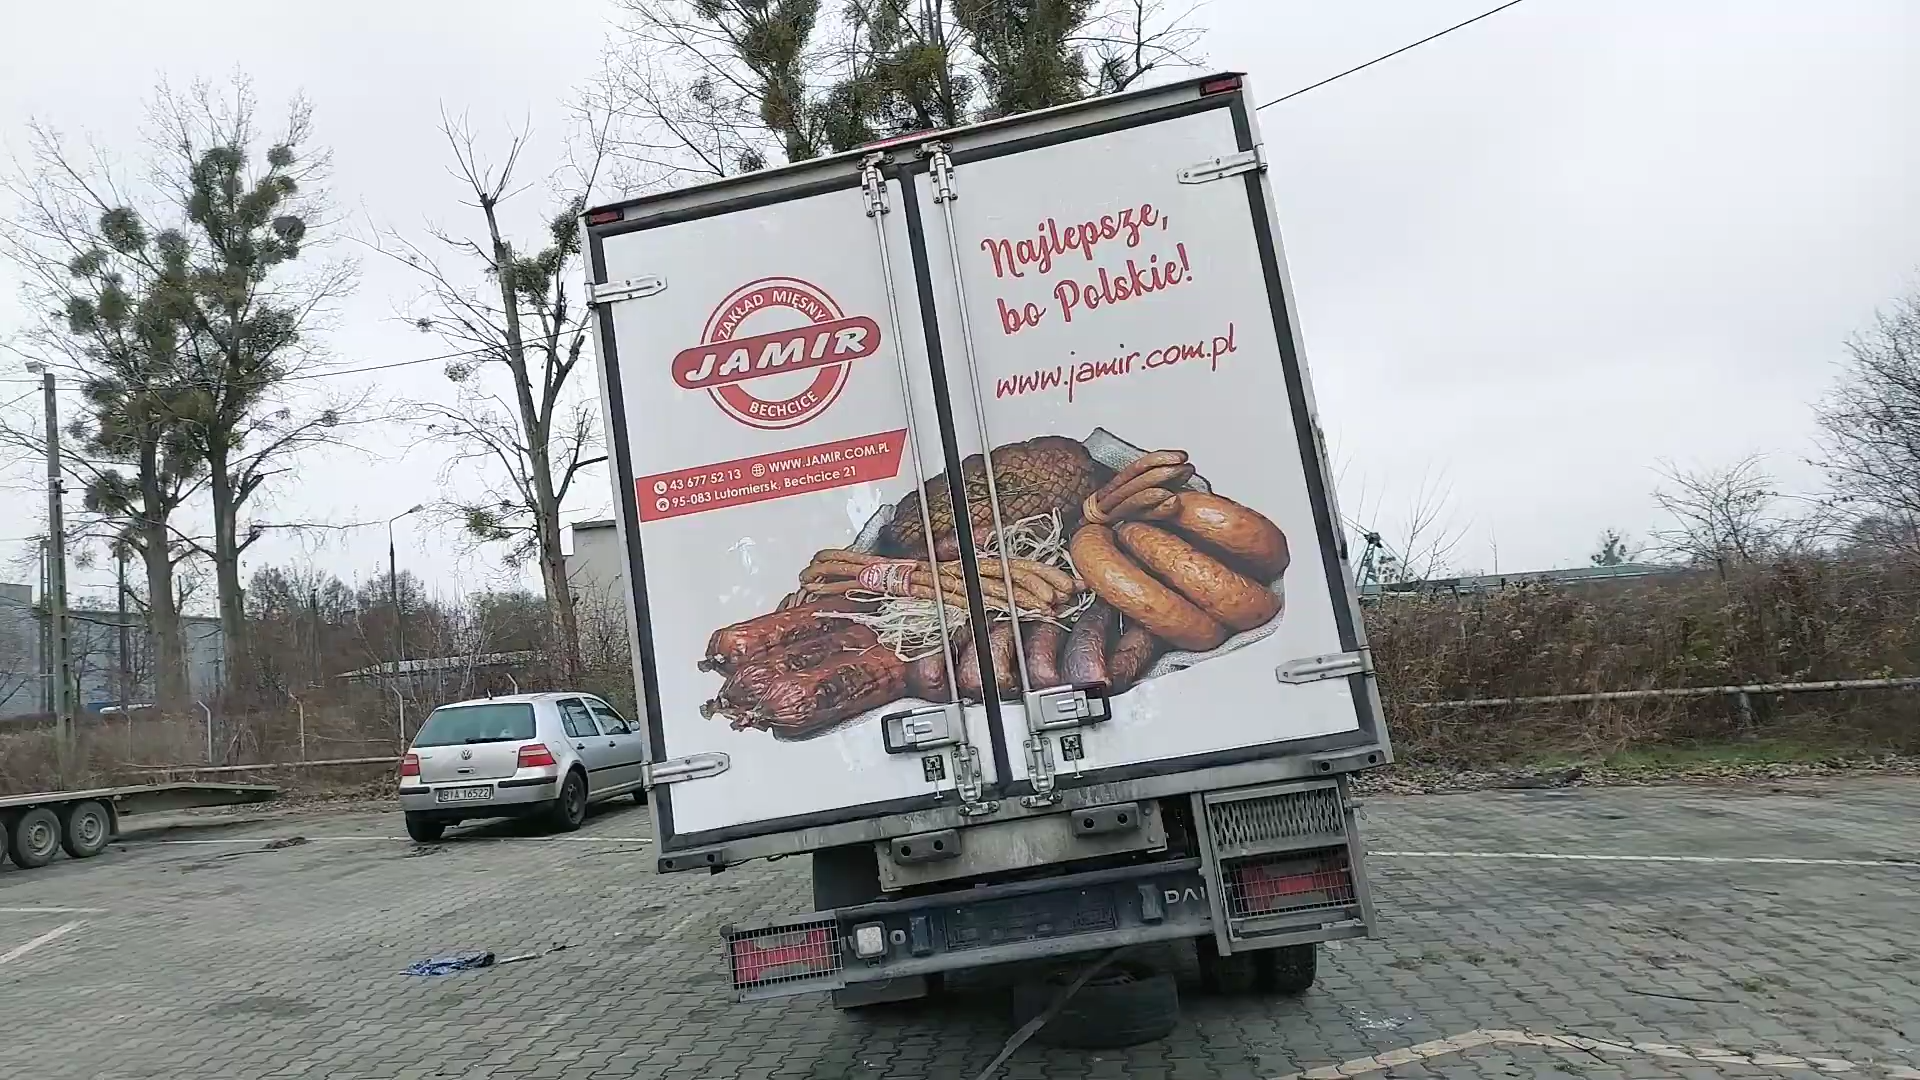 ZAKŁAD MIĘSNY
JAMIR
BECHCICE
43 677 52 13 WWW.JAMIR.COM.PL
95-083 Lutomiersk, Bechcice 21
Najlepsze,
bo Polskie!
www.jamir.com.pl
BIA 16522